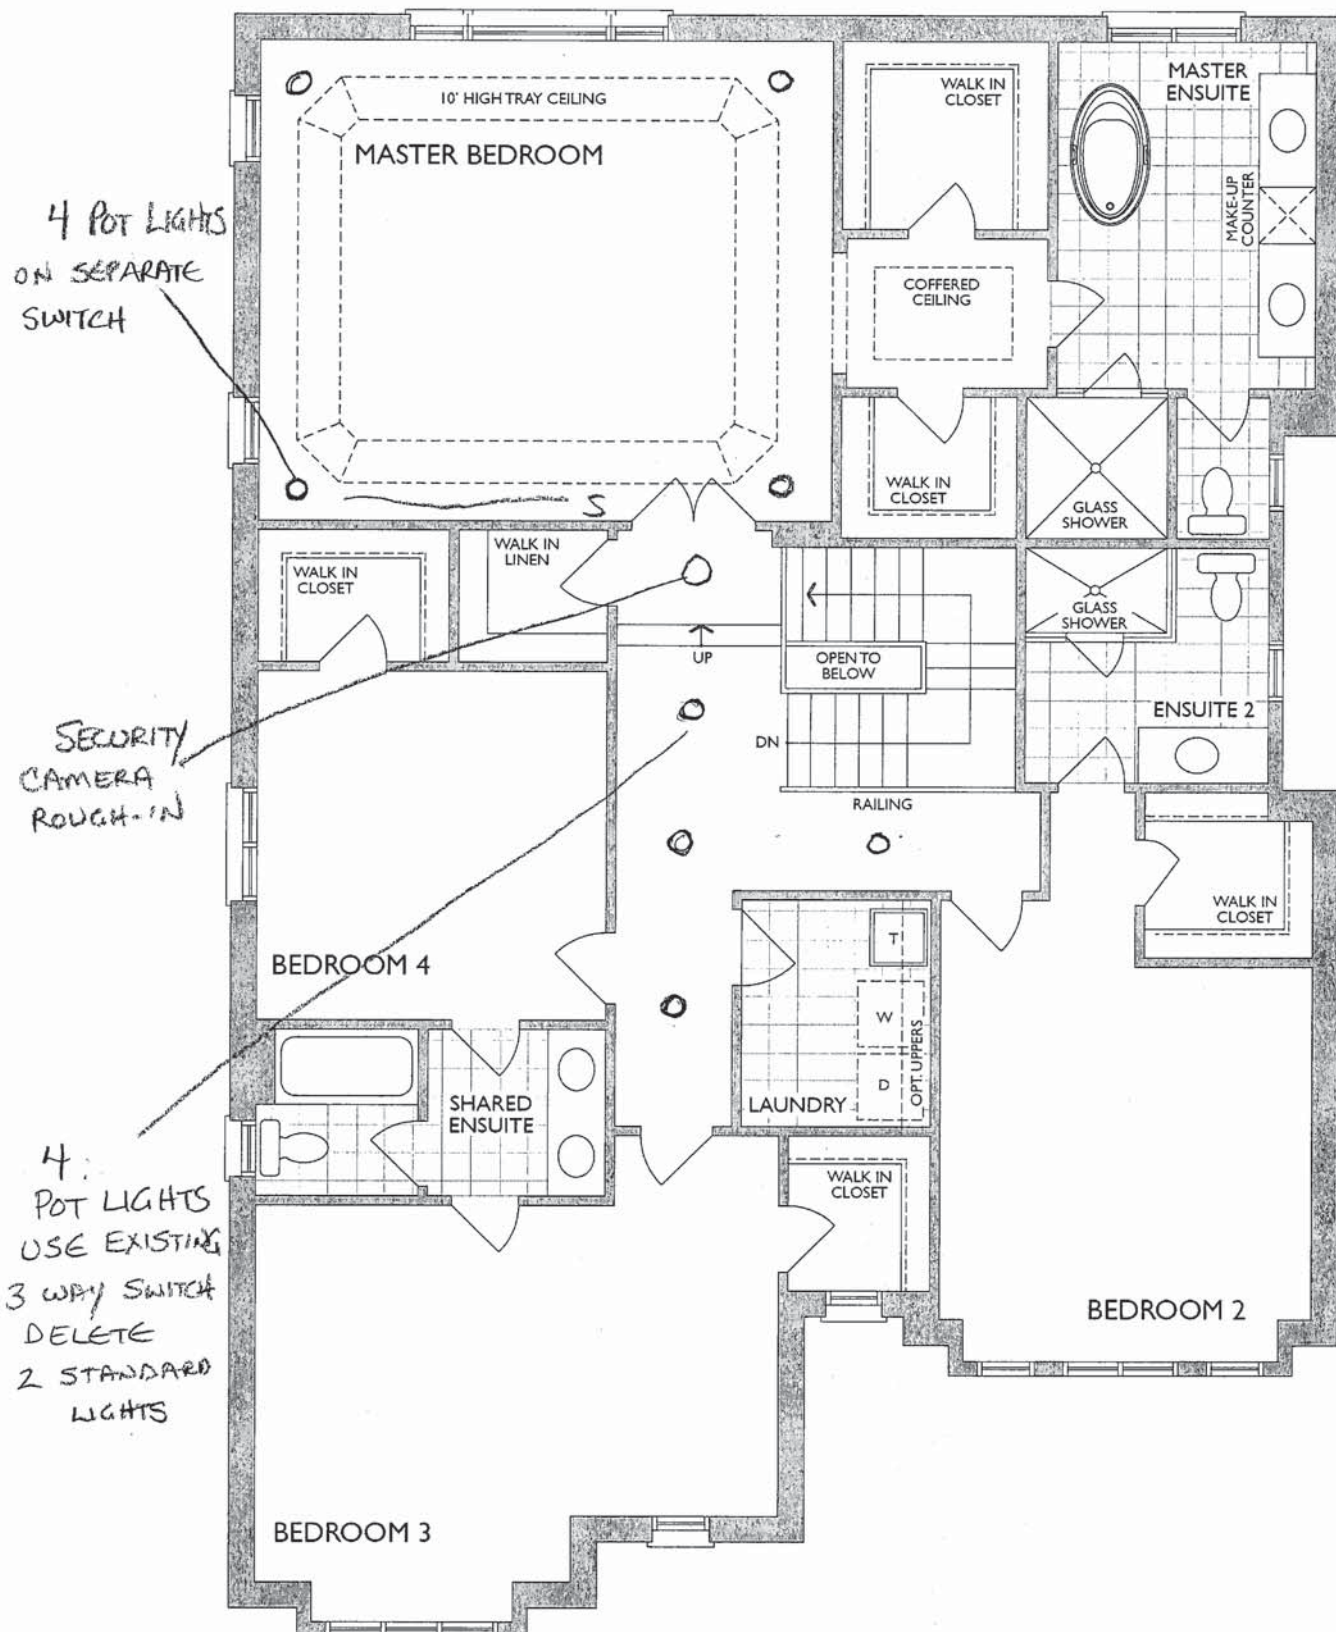 10' HIGH TRAY CEILING
MASTER BEDROOM
WALK IN
CLOSET
MASTER
ENSUITE
MAKE-UP
COUNTER
4 POT LIGHTS
ON SEPARATE
SWITCH
COFFERED
CEILING
S
WALK IN
CLOSET
GLASS
SHOWER
WALK IN
CLOSET
WALK IN
LINEN
GLASS
SHOWER
UP
OPEN TO
BELOW
ENSUITE 2
DN
RAILING
SECURITY
CAMERA
ROUGH-IN
WALK IN
CLOSET
BEDROOM 4
T
W
D
OPT. UPPERS
LAUNDRY
SHARED
ENSUITE
4
POT LIGHTS
USE EXISTING
3 WAY SWITCH
DELETE
2 STANDARD
LIGHTS
WALK IN
CLOSET
BEDROOM 2
BEDROOM 3